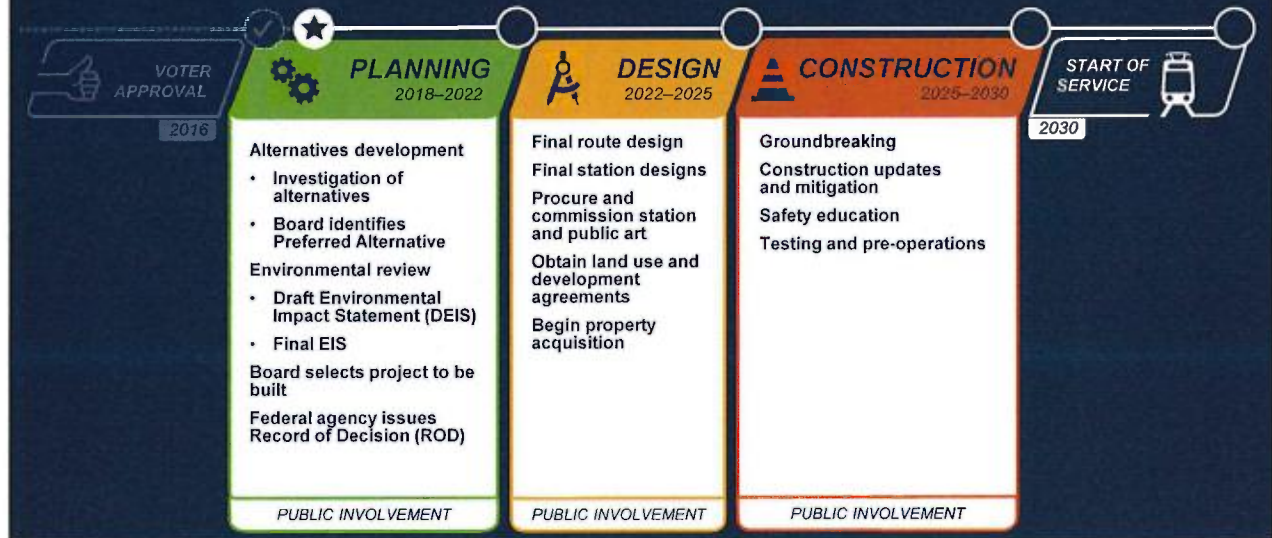 VOTER
APPROVAL
2016
PLANNING
2018–2022
Alternatives development
• Investigation of
alternatives
• Board identifies
Preferred Alternative
Environmental review
• Draft Environmental
Impact Statement (DEIS)
• Final EIS
Board selects project to be
built
Federal agency issues
Record of Decision (ROD)
PUBLIC INVOLVEMENT
DESIGN
2022–2025
Final route design
Final station designs
Procure and
commission station
and public art
Obtain land use and
development
agreements
Begin property
acquisition
PUBLIC INVOLVEMENT
CONSTRUCTION
2025–2030
Groundbreaking
Construction updates
and mitigation
Safety education
Testing and pre-operations
PUBLIC INVOLVEMENT
START OF
SERVICE
2030